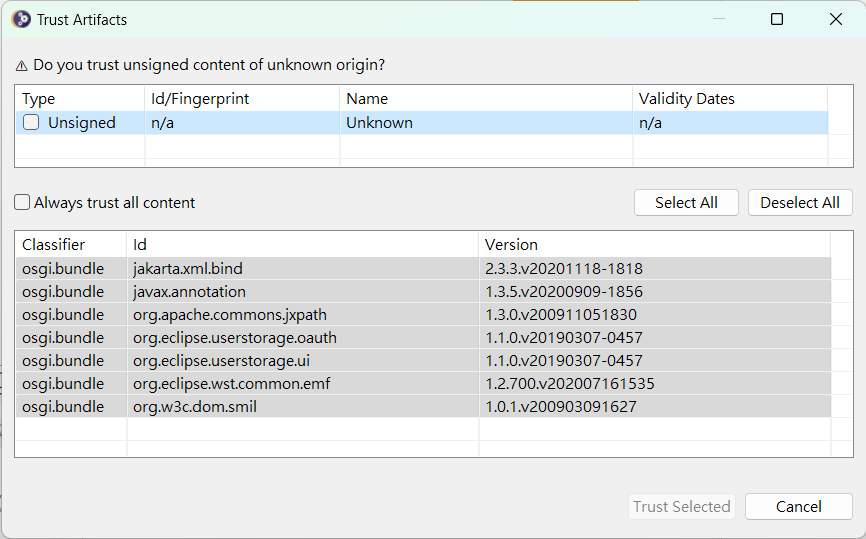 Trust Artifacts
Do you trust unsigned content of unknown origin?
Type Id/Fingerprint Name Validity Dates
Unsigned n/a Unknown n/a
Always trust all content Select All Deselect All
Classifier Id Version
osgi.bundle jakarta.xml.bind 2.3.3.v20201118-1818
osgi.bundle javax.annotation 1.3.5.v20200909-1856
osgi.bundle org.apache.commons.jxpath 1.3.0.v200911051830
osgi.bundle org.eclipse.userstorage.oauth 1.1.0.v20190307-0457
osgi.bundle org.eclipse.userstorage.ui 1.1.0.v20190307-0457
osgi.bundle org.eclipse.wst.common.emf 1.2.700.v202007161535
osgi.bundle org.w3c.dom.smil 1.0.1.v200903091627
Trust Selected Cancel